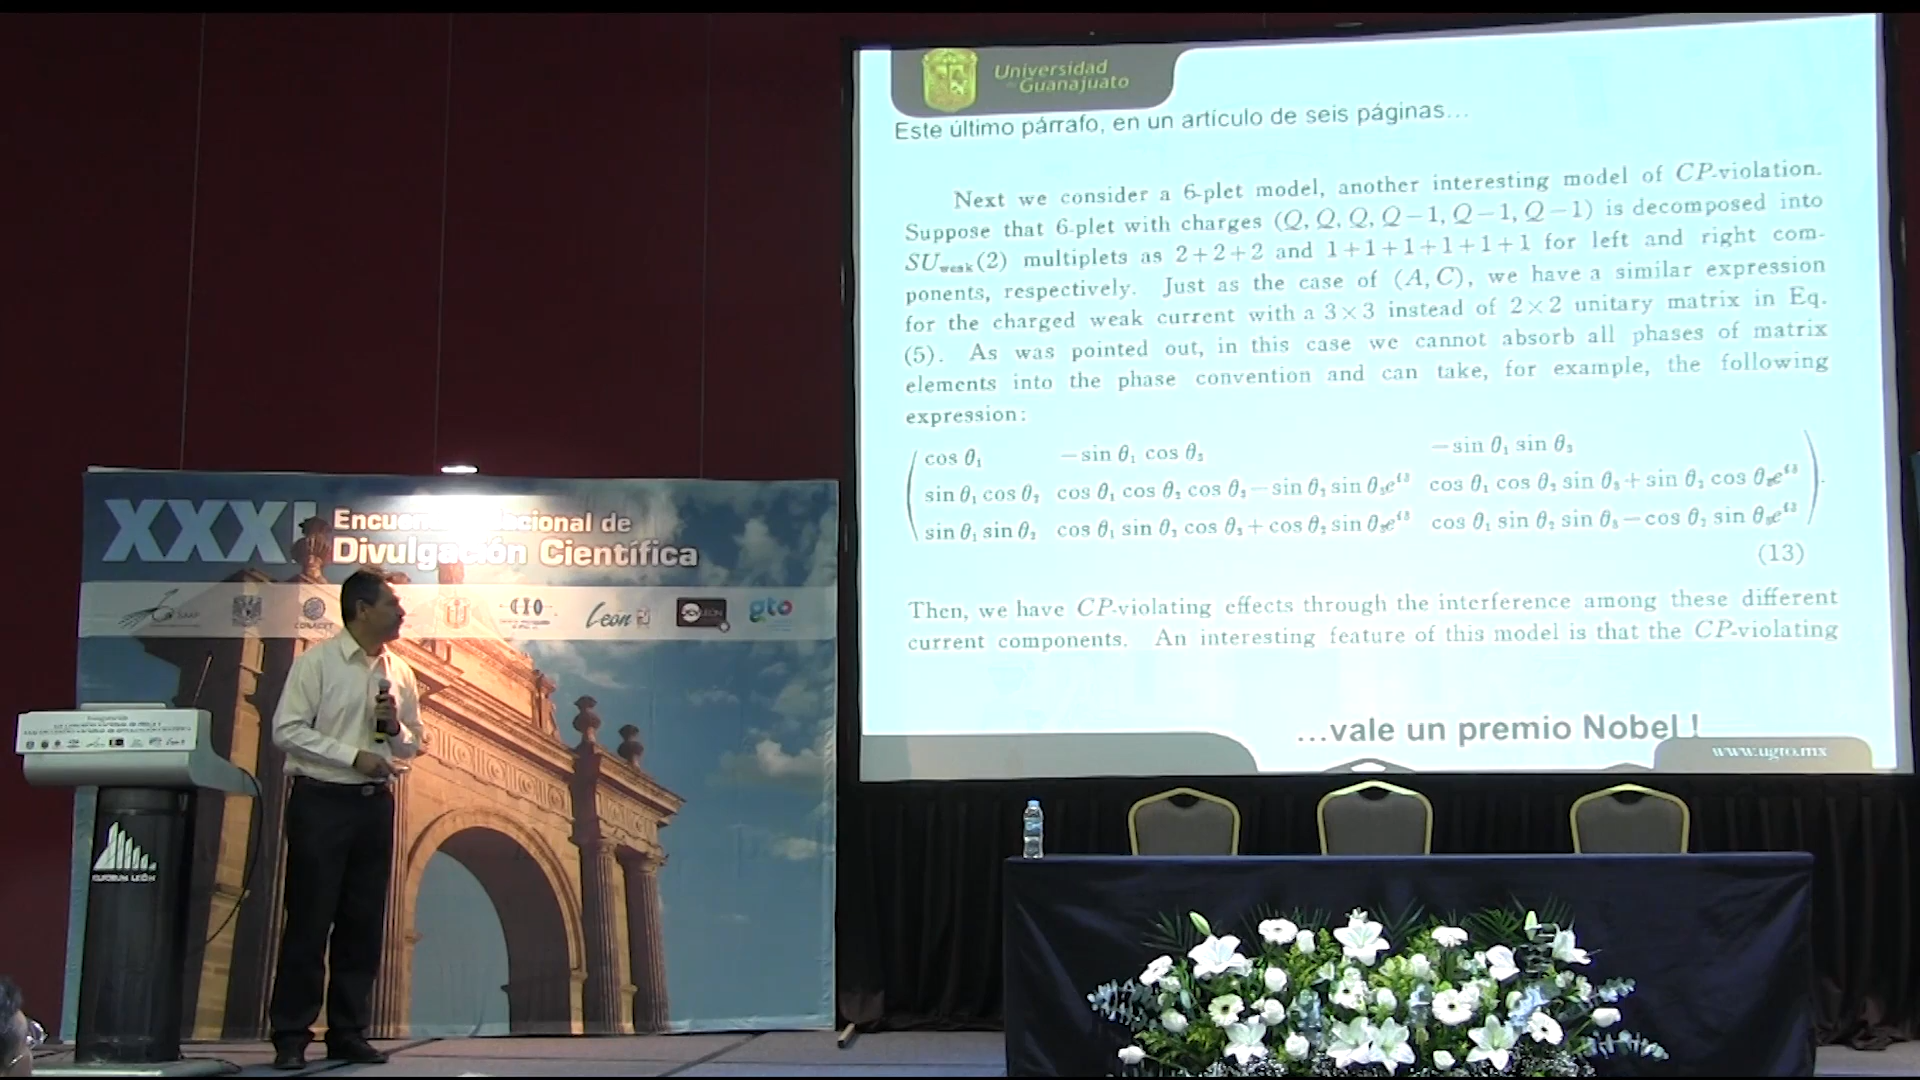 Universidad
de Guanajuato
Este último párrafo, en un artículo de seis páginas...
Next we consider a 6-plet model, another interesting model of CP-violation.
Suppose that 6-plet with charges (Q, Q, Q, Q−1, Q−1, Q−1) is decomposed into
SU_weak(2) multiplets as 2+2+2 and 1+1+1+1+1+1 for left and right com-
ponents, respectively. Just as the case of (A, C), we have a similar expression
for the charged weak current with a 3×3 instead of 2×2 unitary matrix in Eq.
(5). As was pointed out, in this case we cannot absorb all phases of matrix
elements into the phase convention and can take, for example, the following
expression:
cos θ₁ −sin θ₁ cos θ₃ −sin θ₁ sin θ₃
sin θ₁ cos θ₂ cos θ₁ cos θ₂ cos θ₃−sin θ₂ sin θ₃e^{iδ} cos θ₁ cos θ₂ sin θ₃+sin θ₂ cos θ₃e^{iδ}
sin θ₁ sin θ₂ cos θ₁ sin θ₂ cos θ₃+cos θ₂ sin θ₃e^{iδ} cos θ₁ sin θ₂ sin θ₃−cos θ₂ sin θ₃e^{iδ}
(13)
Then, we have CP-violating effects through the interference among these different
current components. An interesting feature of this model is that the CP-violating
...vale un premio Nobel !
www.ugto.mx
XXXI Encuentro Nacional de
Divulgación Científica
CIO
León
gto